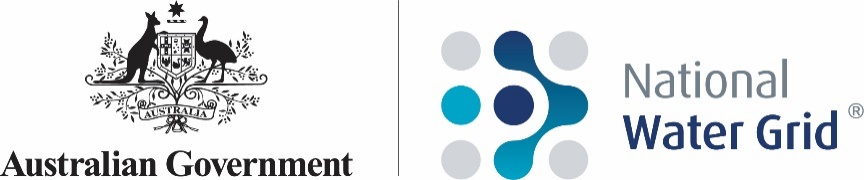 AUSTRALIA
Australian Government
National
Water Grid®